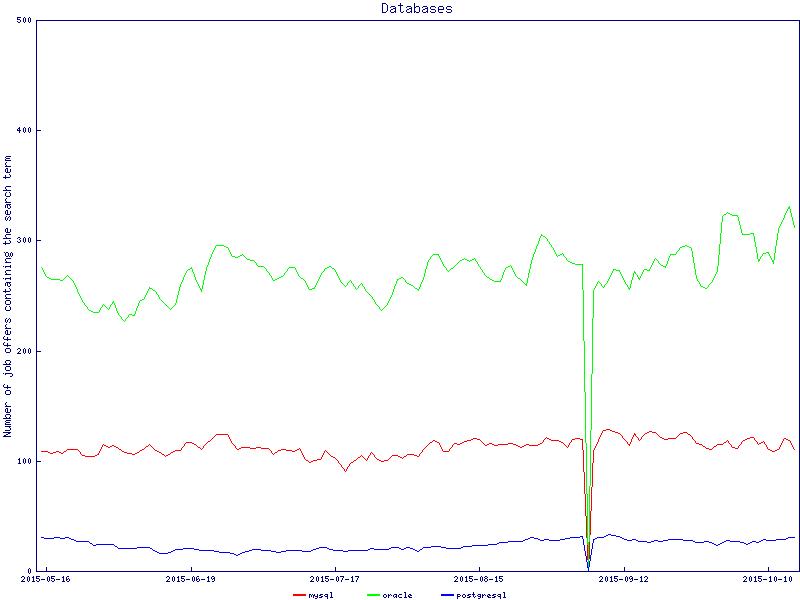 Databases
Number of job offers containing the search term
500
400
300
200
100
0
2015-05-16 2015-06-19 2015-07-17 2015-08-15 2015-09-12 2015-10-10
mysql oracle postgresql